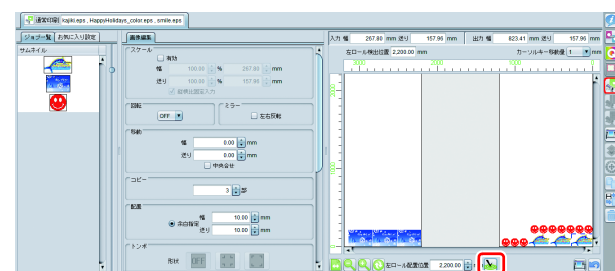 通常印刷[ kajiki.eps , HappyHolidays_color.eps , smile.eps]
ジョブ一覧 お気に入り設定
サムネイル
画像編集
スケール
有効
幅 100.00 % 267.80 mm
送り 100.00 % 157.96 mm
縦横比固定入力
回転
OFF
ミラー
左右反転
移動
幅 0.00 mm
送り 0.00 mm
中央合せ
コピー
3 部
配置
余白指定
幅 10.00 mm
送り 10.00 mm
トンボ
形状 OFF
入力 幅 267.80 mm 送り 157.96 mm 出力 幅 823.41 mm 送り 157.96 mm
左ロール検出位置 2,200.00 mm カーソルキー移動量 1 mm
3000 2000 1000 0
0
1000
左ロール配置位置 2,200.00